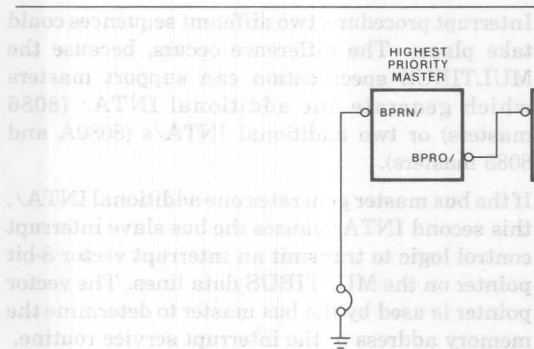 Interrupt procedure, two different sequences could
take place. The difference occurs, because the
MULTIBUS specification can support masters
which generate one additional INTA/ (8086
masters) or two additional INTA/s (8080A and
8085 masters).
If the bus master generates one additional INTA/,
this second INTA/ causes the bus slave interrupt
control logic to transmit an interrupt vector 8-bit
pointer on the MULTIBUS data lines. The vector
pointer is used by the bus master to determine the
memory address of the interrupt service routine.
HIGHEST
PRIORITY
MASTER
BPRN/
BPRO/